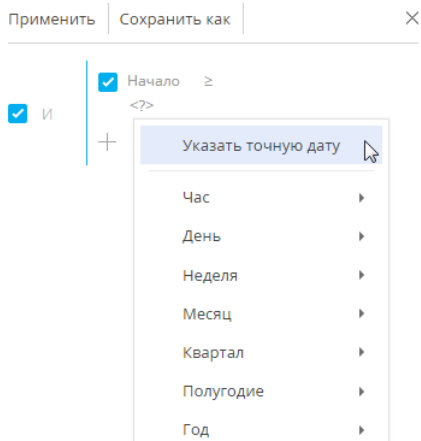 Применить Сохранить как
Начало ≥
<?>
И
Указать точную дату
Час
День
Неделя
Месяц
Квартал
Полугодие
Год